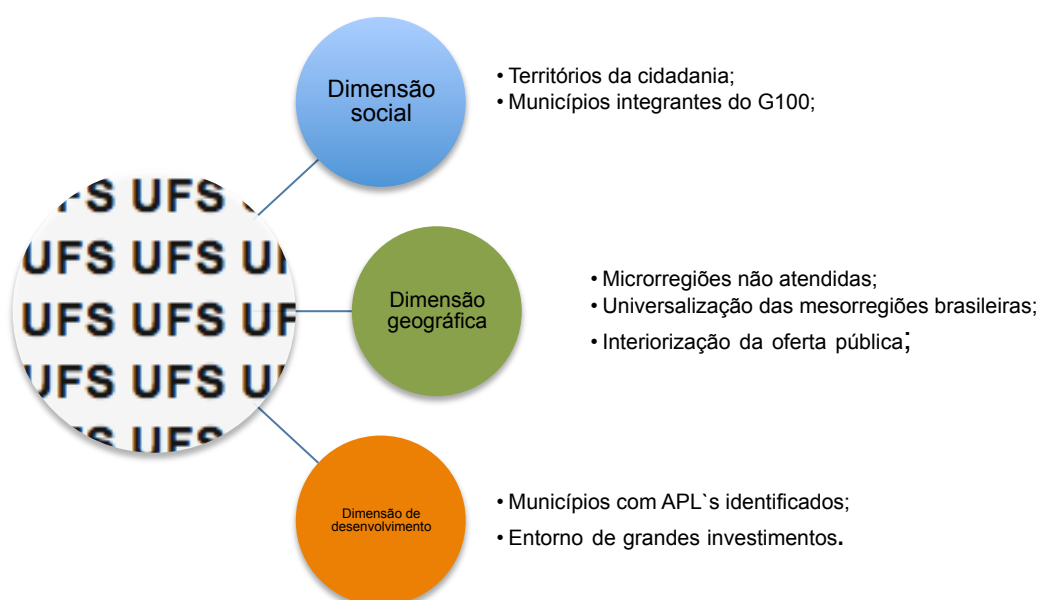 FS UFS
UFS UFS
UFS UFS UF
UFS UFS
UFS
Dimensão
social
• Territórios da cidadania;
• Municípios integrantes do G100;
Dimensão
geográfica
• Microrregiões não atendidas;
• Universalização das mesorregiões brasileiras;
• Interiorização da oferta pública;
Dimensão de
desenvolvimento
• Municípios com APL`s identificados;
• Entorno de grandes investimentos.